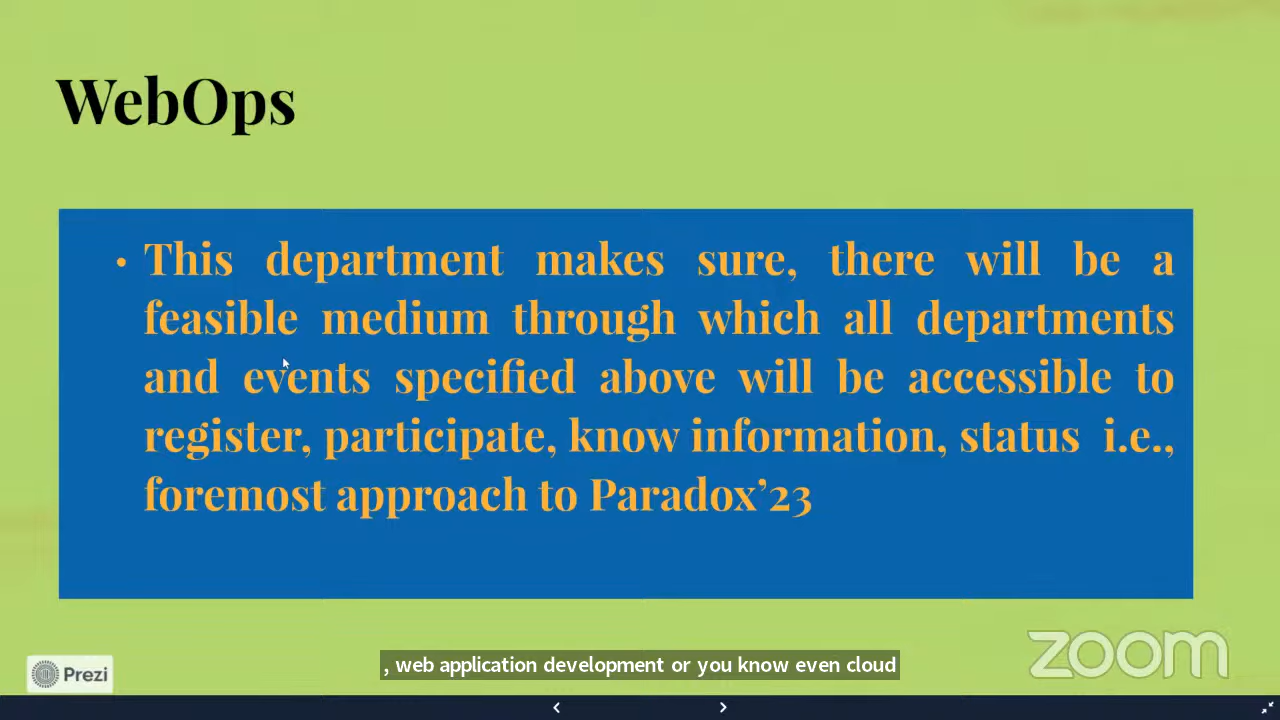 WebOps
• This department makes sure, there will be a
feasible medium through which all departments
and events specified above will be accessible to
register, participate, know information, status i.e.,
foremost approach to Paradox’23
Prezi
, web application development or you know even cloud
zoom